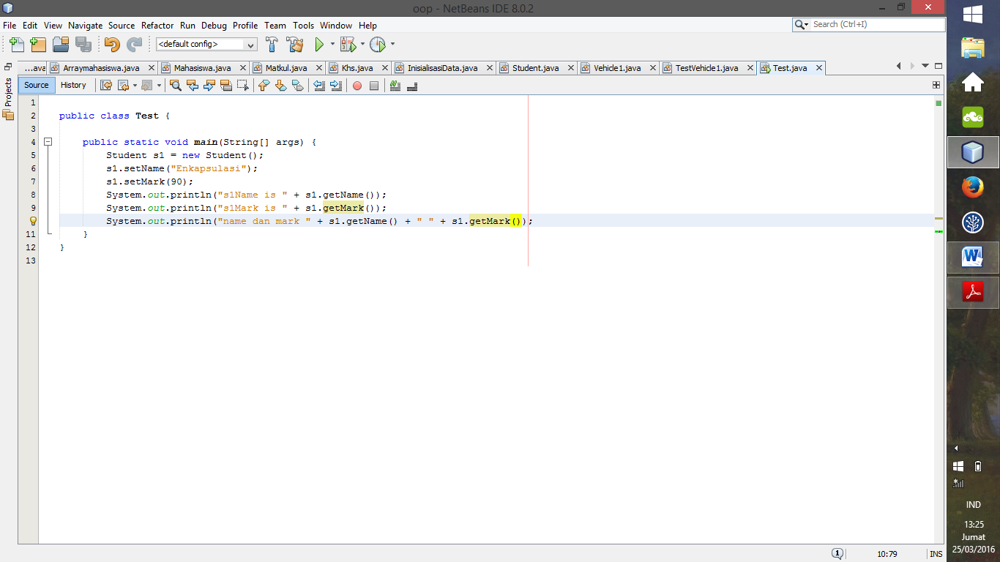 oop - NetBeans IDE 8.0.2
File Edit View Navigate Source Refactor Run Debug Profile Team Tools Window Help
Search (Ctrl+I)
<default config>
...ava Arraymahasiswa.java Mahasiswa.java Matkul.java Khs.java InisialisasiData.java Student.java Vehicle1.java TestVehicle1.java Test.java
Projects
Source History
1
2 public class Test {
3
4 public static void main(String[] args) {
5 Student s1 = new Student();
6 s1.setName("Enkapsulasi");
7 s1.setMark(90);
8 System.out.println("s1Name is " + s1.getName());
9 System.out.println("s1Mark is " + s1.getMark());
System.out.println("name dan mark " + s1.getName() + " " + s1.getMark());
11 }
12 }
13
IND
13:25
Jumat
25/03/2016
1
10:79 INS